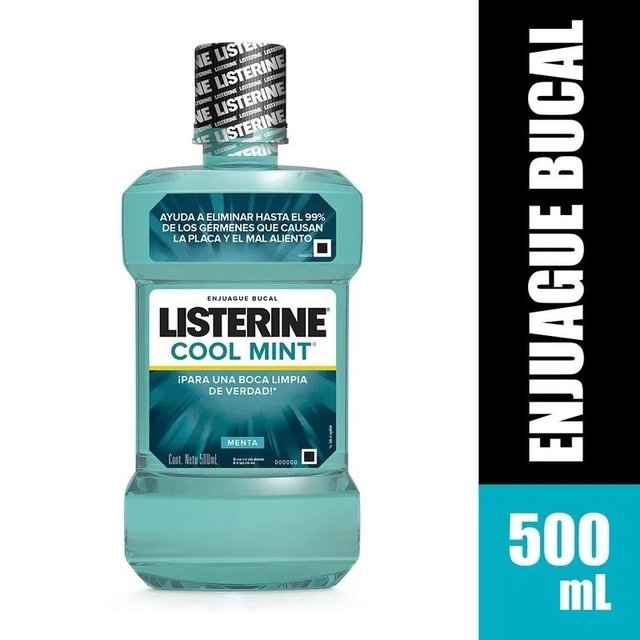 LISTERINE
AYUDA A ELIMINAR HASTA EL 99%
DE LOS GÉRMENES QUE CAUSAN
LA PLACA Y EL MAL ALIENTO
ENJUAGUE BUCAL
LISTERINE
COOL MINT®
¡PARA UNA BOCA LIMPIA
DE VERDAD!*
MENTA
Cont. Neto 500mL
ENJUAGUE BUCAL
500
mL